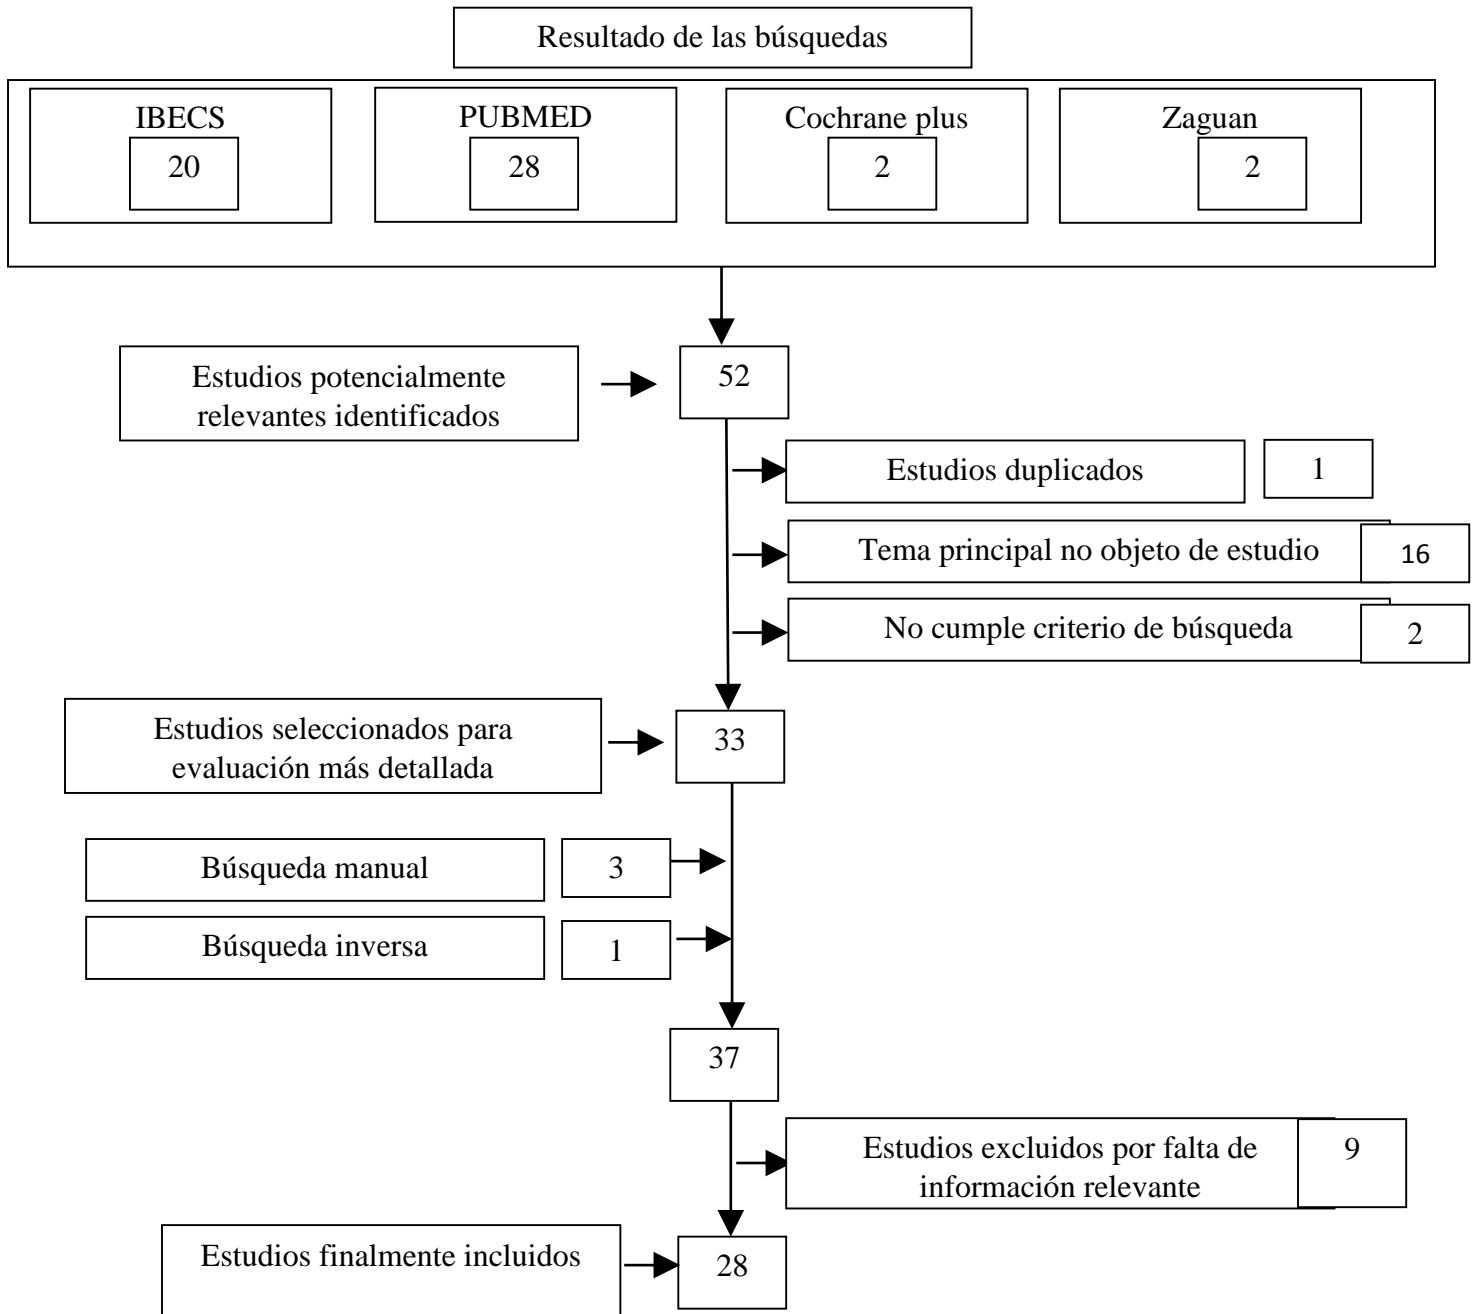 Resultado de las búsquedas
IBECS
20
PUBMED
28
Cochrane plus
2
Zaguan
2
Estudios potencialmente
relevantes identificados
52
Estudios duplicados
1
Tema principal no objeto de estudio
16
No cumple criterio de búsqueda
2
Estudios seleccionados para
evaluación más detallada
33
Búsqueda manual
3
Búsqueda inversa
1
37
Estudios excluidos por falta de
información relevante
9
Estudios finalmente incluidos
28